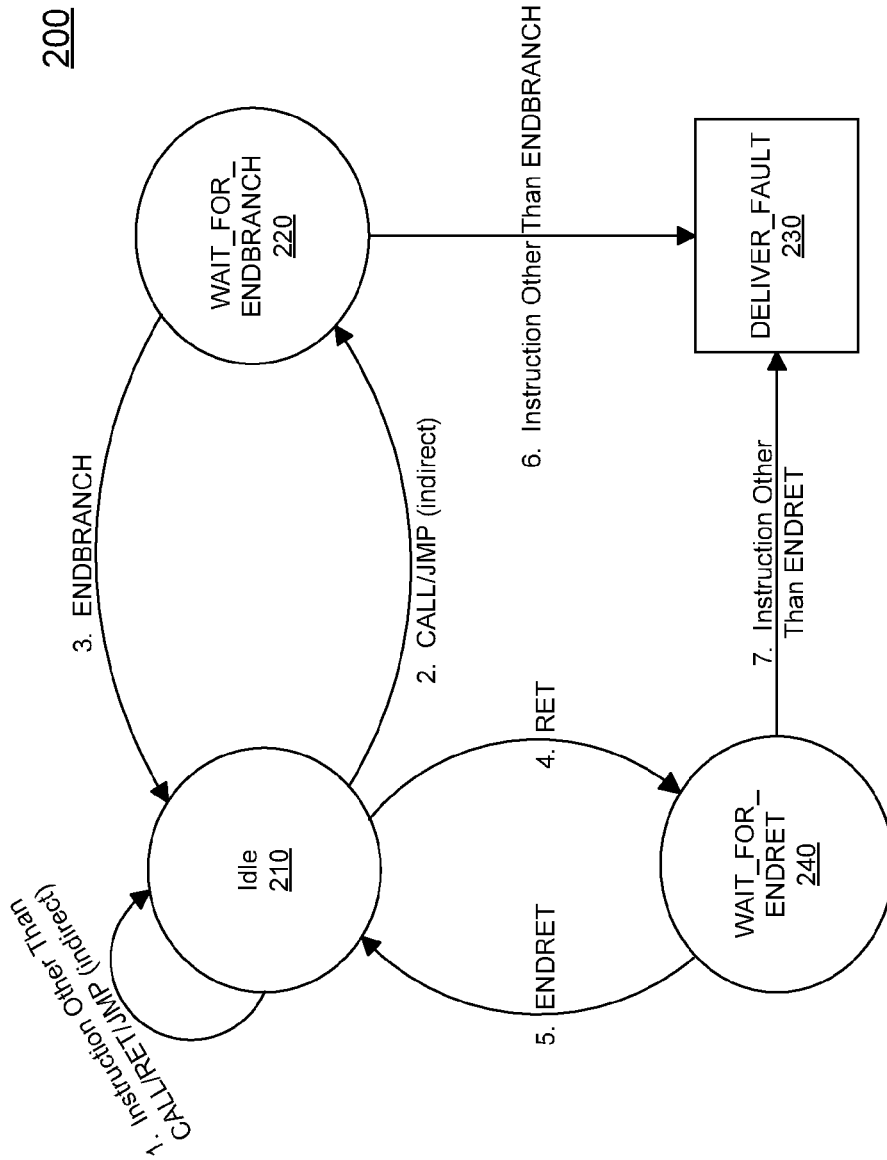 200
1. Instruction Other Than
CALL/RET/JMP (indirect)
3. ENDBRANCH
Idle
210
WAIT_FOR_
ENDBRANCH
220
2. CALL/JMP (indirect)
4. RET
5. ENDRET
6. Instruction Other Than ENDBRANCH
WAIT_FOR_
ENDRET
240
7. Instruction Other
Than ENDRET
DELIVER_FAULT
230